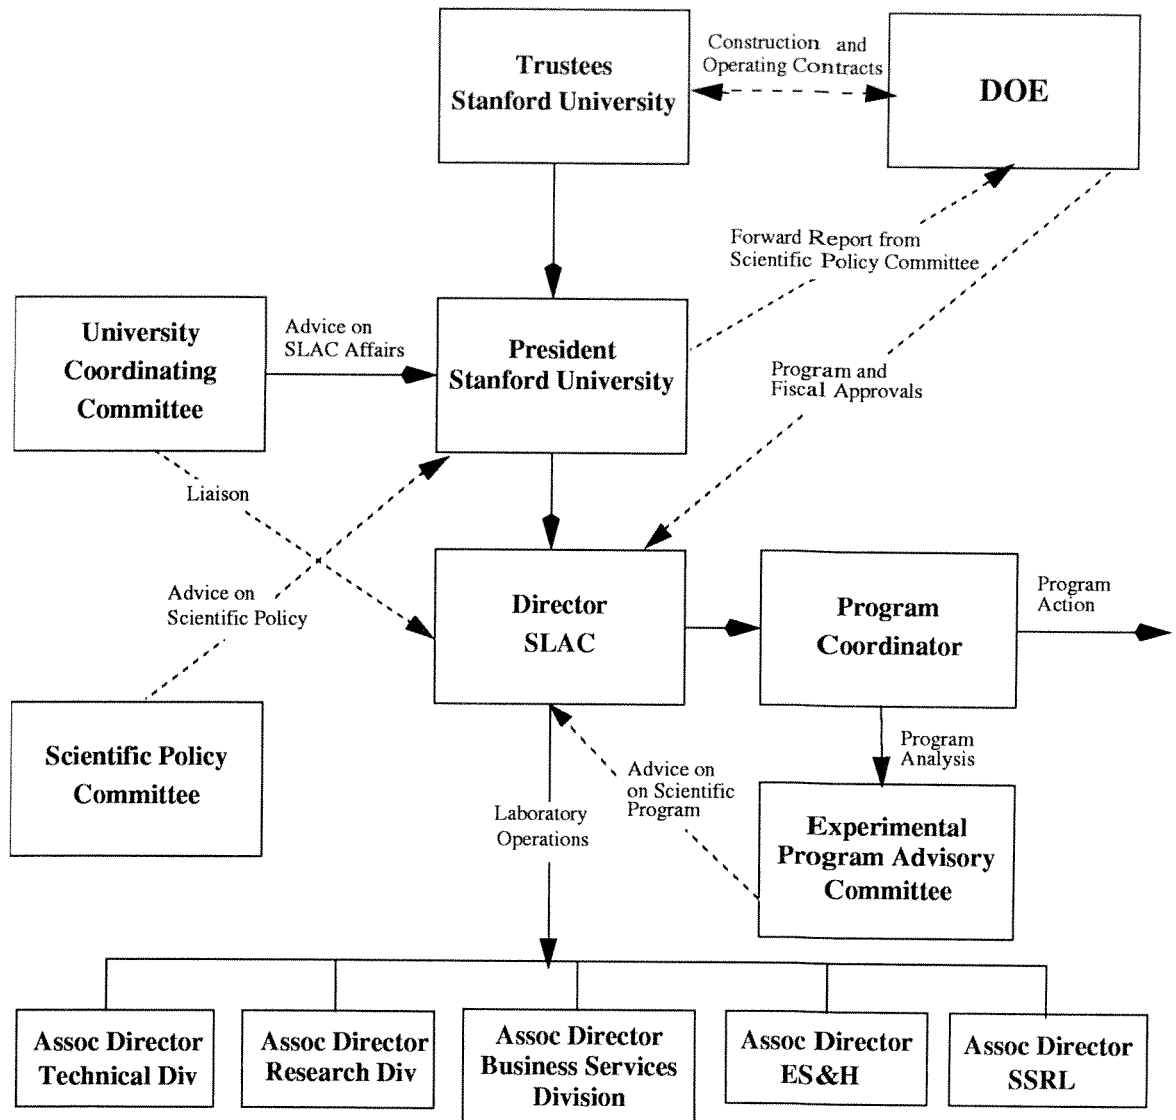 Trustees
Stanford University
Construction and
Operating Contracts
DOE
Forward Report from
Scientific Policy Committee
University
Coordinating
Committee
Advice on
SLAC Affairs
President
Stanford University
Program and
Fiscal Approvals
Liaison
Advice on
Scientific Policy
Director
SLAC
Program
Coordinator
Program
Action
Scientific Policy
Committee
Program
Analysis
Advice on
on Scientific
Program
Laboratory
Operations
Experimental
Program Advisory
Committee
Assoc Director
Technical Div
Assoc Director
Research Div
Assoc Director
Business Services
Division
Assoc Director
ES&H
Assoc Director
SSRL